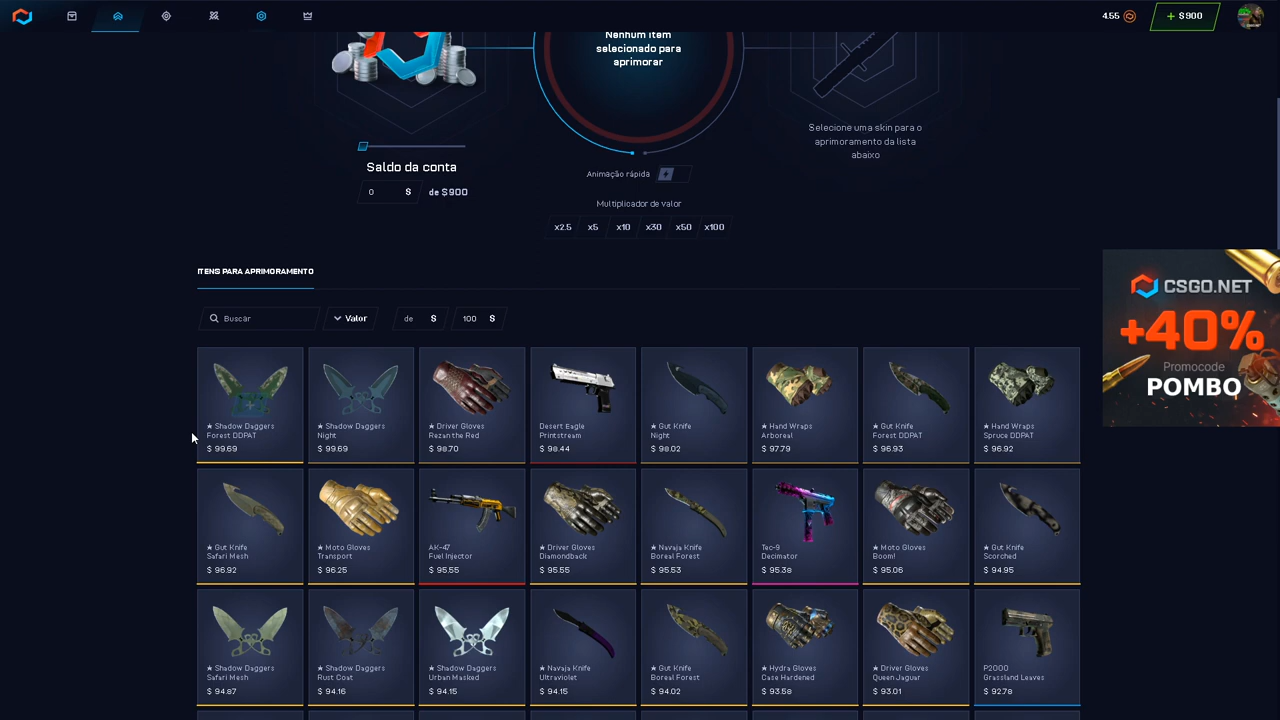 4.55
+ $900
Nenhum item
selecionado para
aprimorar
Selecione uma skin para o
aprimoramento da lista
abaixo
Saldo da conta
0 $ de $900
Animação rápida
Multiplicador de valor
x2.5 x5 x10 x30 x50 x100
ITENS PARA APRIMORAMENTO
Buscar Valor de $ 100 $
CSGO.NET
+40%
Promocode
POMBO
★ Shadow Daggers
Forest DDPAT
$ 99.69
★ Shadow Daggers
Night
$ 99.69
★ Driver Gloves
Rezan the Red
$ 98.70
Desert Eagle
Printstream
$ 98.44
★ Gut Knife
Night
$ 98.02
★ Hand Wraps
Arboreal
$ 97.79
★ Gut Knife
Forest DDPAT
$ 96.93
★ Hand Wraps
Spruce DDPAT
$ 96.92
★ Gut Knife
Safari Mesh
$ 96.92
★ Moto Gloves
Transport
$ 96.25
AK-47
Fuel Injector
$ 95.55
★ Driver Gloves
Diamondback
$ 95.55
★ Navaja Knife
Boreal Forest
$ 95.53
Tec-9
Decimator
$ 95.38
★ Moto Gloves
Boom!
$ 95.06
★ Gut Knife
Scorched
$ 94.95
★ Shadow Daggers
Safari Mesh
$ 94.87
★ Shadow Daggers
Rust Coat
$ 94.16
★ Shadow Daggers
Urban Masked
$ 94.15
★ Navaja Knife
Ultraviolet
$ 94.15
★ Gut Knife
Boreal Forest
$ 94.02
★ Hydra Gloves
Case Hardened
$ 93.58
★ Driver Gloves
Queen Jaguar
$ 93.01
P2000
Grassland Leaves
$ 92.78